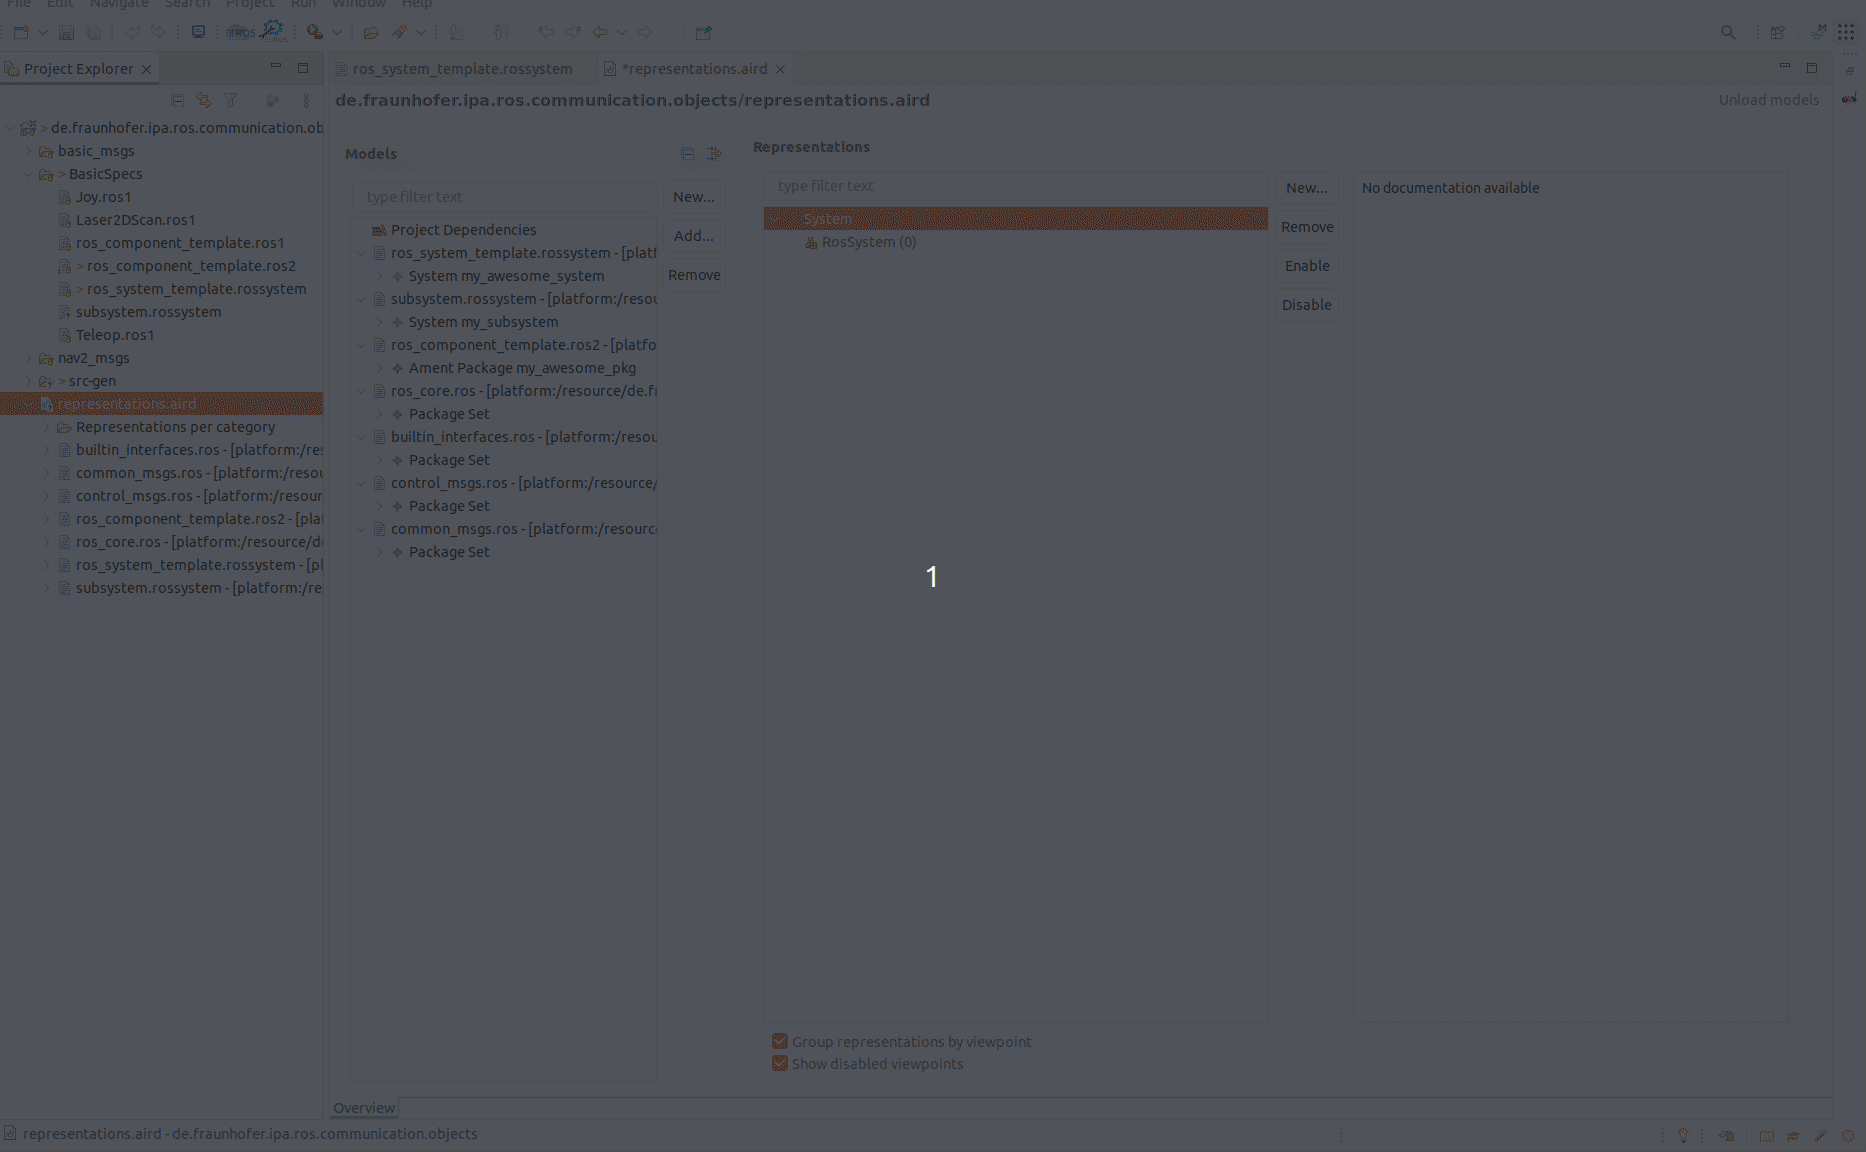 File Edit Navigate Search Project Run Window Help
Project Explorer
ros_system_template.rossystem
*representations.aird
de.fraunhofer.ipa.ros.communication.objects/representations.aird
Unload models
> de.fraunhofer.ipa.ros.communication.ob
basic_msgs
> BasicSpecs
Joy.ros1
Laser2DScan.ros1
ros_component_template.ros1
> ros_component_template.ros2
> ros_system_template.rossystem
subsystem.rossystem
Teleop.ros1
nav2_msgs
> src-gen
representations.aird
Representations per category
builtin_interfaces.ros - [platform:/res
common_msgs.ros - [platform:/resou
control_msgs.ros - [platform:/resour
ros_component_template.ros2 - [pla
ros_core.ros - [platform:/resource/de
ros_system_template.rossystem - [pl
subsystem.rossystem - [platform:/re
Models
type filter text
New...
Add...
Remove
Project Dependencies
ros_system_template.rossystem - [platf
System my_awesome_system
subsystem.rossystem - [platform:/resou
System my_subsystem
ros_component_template.ros2 - [platfo
Ament Package my_awesome_pkg
ros_core.ros - [platform:/resource/de.fr
Package Set
builtin_interfaces.ros - [platform:/resou
Package Set
control_msgs.ros - [platform:/resource/
Package Set
common_msgs.ros - [platform:/resource
Package Set
Representations
type filter text
System
RosSystem (0)
New...
Remove
Enable
Disable
No documentation available
1
Group representations by viewpoint
Show disabled viewpoints
Overview
representations.aird - de.fraunhofer.ipa.ros.communication.objects